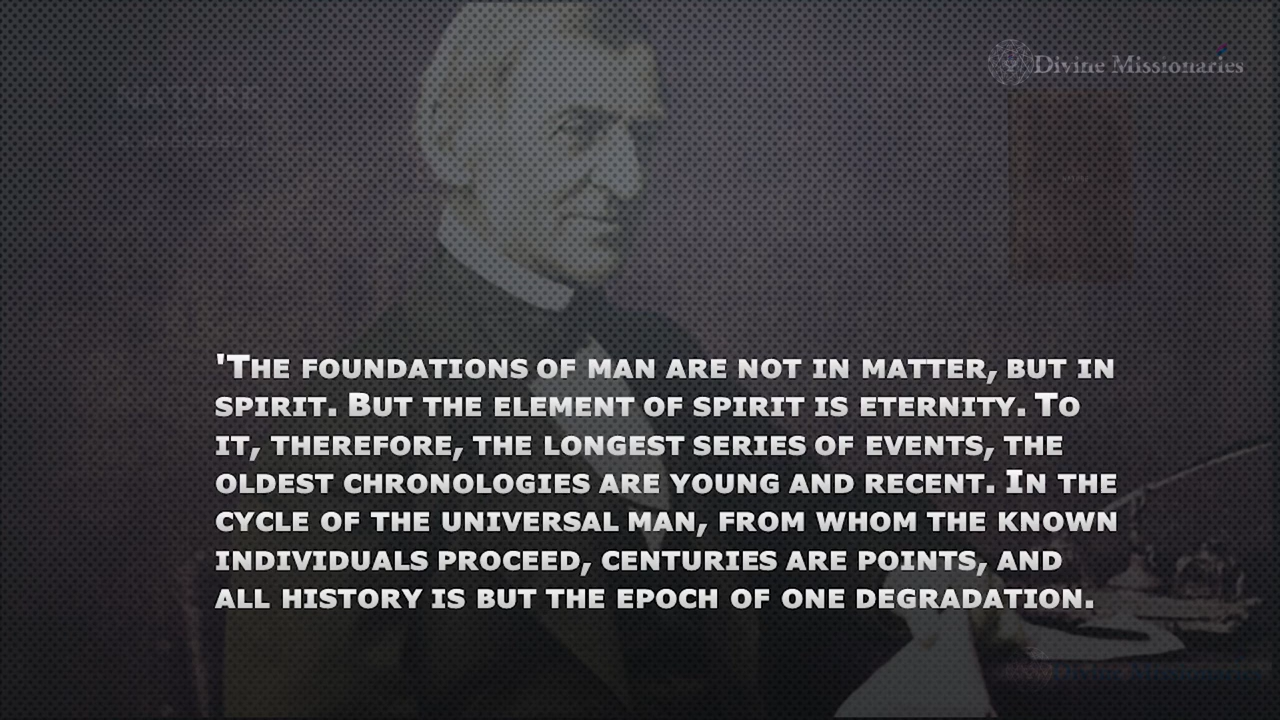 Divine Missionaries
NATURE
'THE FOUNDATIONS OF MAN ARE NOT IN MATTER, BUT IN
SPIRIT. BUT THE ELEMENT OF SPIRIT IS ETERNITY. TO
IT, THEREFORE, THE LONGEST SERIES OF EVENTS, THE
OLDEST CHRONOLOGIES ARE YOUNG AND RECENT. IN THE
CYCLE OF THE UNIVERSAL MAN, FROM WHOM THE KNOWN
INDIVIDUALS PROCEED, CENTURIES ARE POINTS, AND
ALL HISTORY IS BUT THE EPOCH OF ONE DEGRADATION.